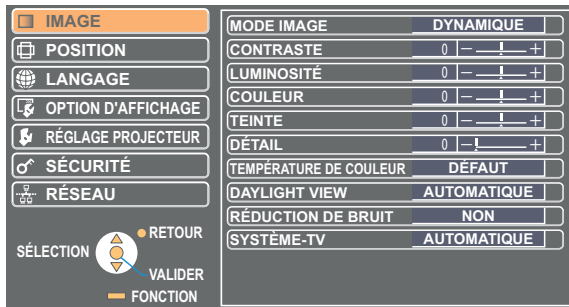 IMAGE
POSITION
LANGAGE
OPTION D'AFFICHAGE
RÉGLAGE PROJECTEUR
SÉCURITÉ
RÉSEAU
RETOUR
SÉLECTION
VALIDER
FONCTION
MODE IMAGE DYNAMIQUE
CONTRASTE 0 - +
LUMINOSITÉ 0 - +
COULEUR 0 - +
TEINTE 0 - +
DÉTAIL 0 - +
TEMPÉRATURE DE COULEUR DÉFAUT
DAYLIGHT VIEW AUTOMATIQUE
RÉDUCTION DE BRUIT NON
SYSTÈME-TV AUTOMATIQUE